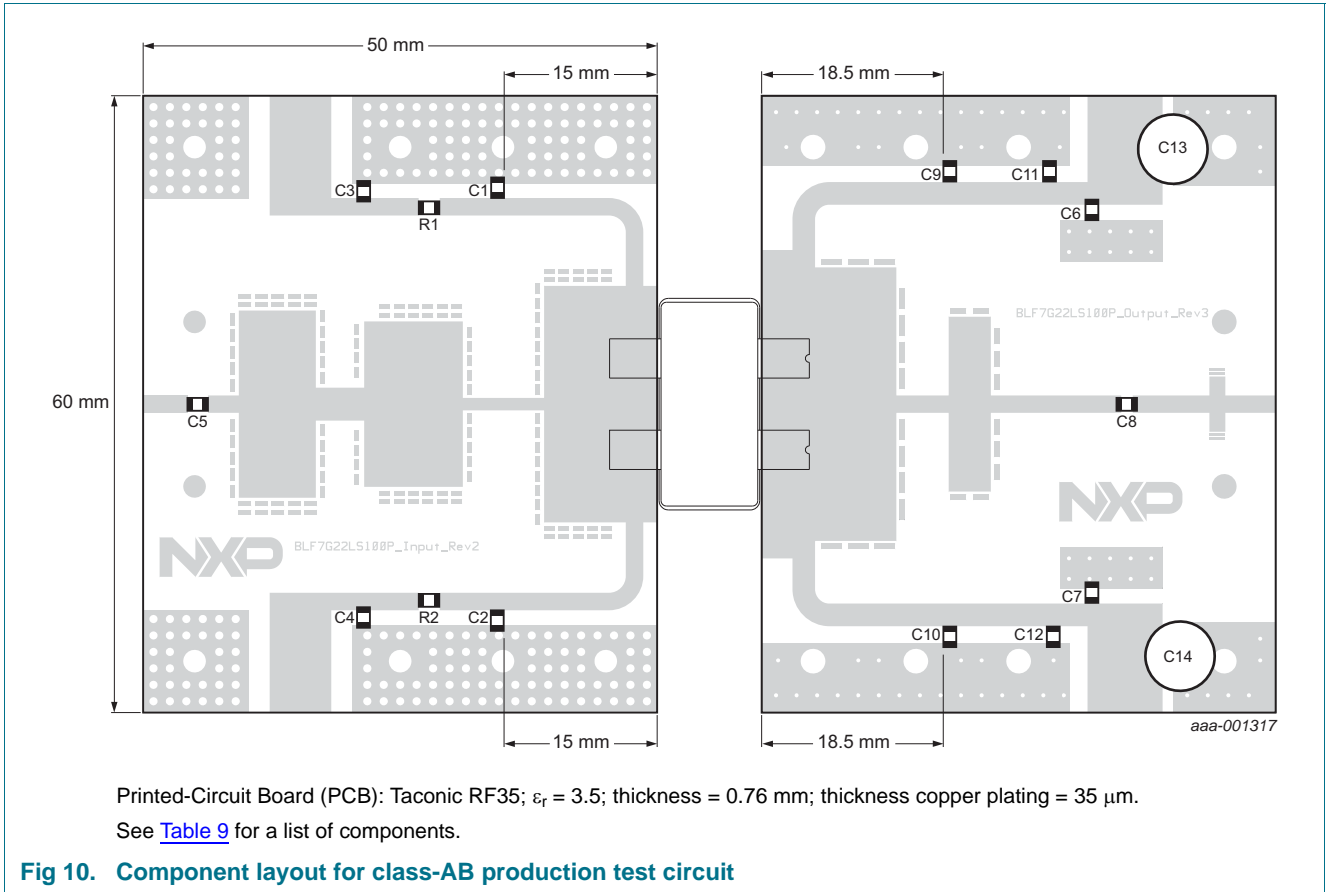 50 mm
15 mm
18.5 mm
C13
C3
C1
C9
C11
R1
C6
BLF7G22LS100P_Output_Rev3
60 mm
C5
C8
NXP
BLF7G22LS100P_Input_Rev2
NXP
C7
C4
R2
C2
C10
C12
C14
aaa-001317
15 mm
18.5 mm
Printed-Circuit Board (PCB): Taconic RF35; εr = 3.5; thickness = 0.76 mm; thickness copper plating = 35 μm.
See Table 9 for a list of components.
Fig 10. Component layout for class-AB production test circuit